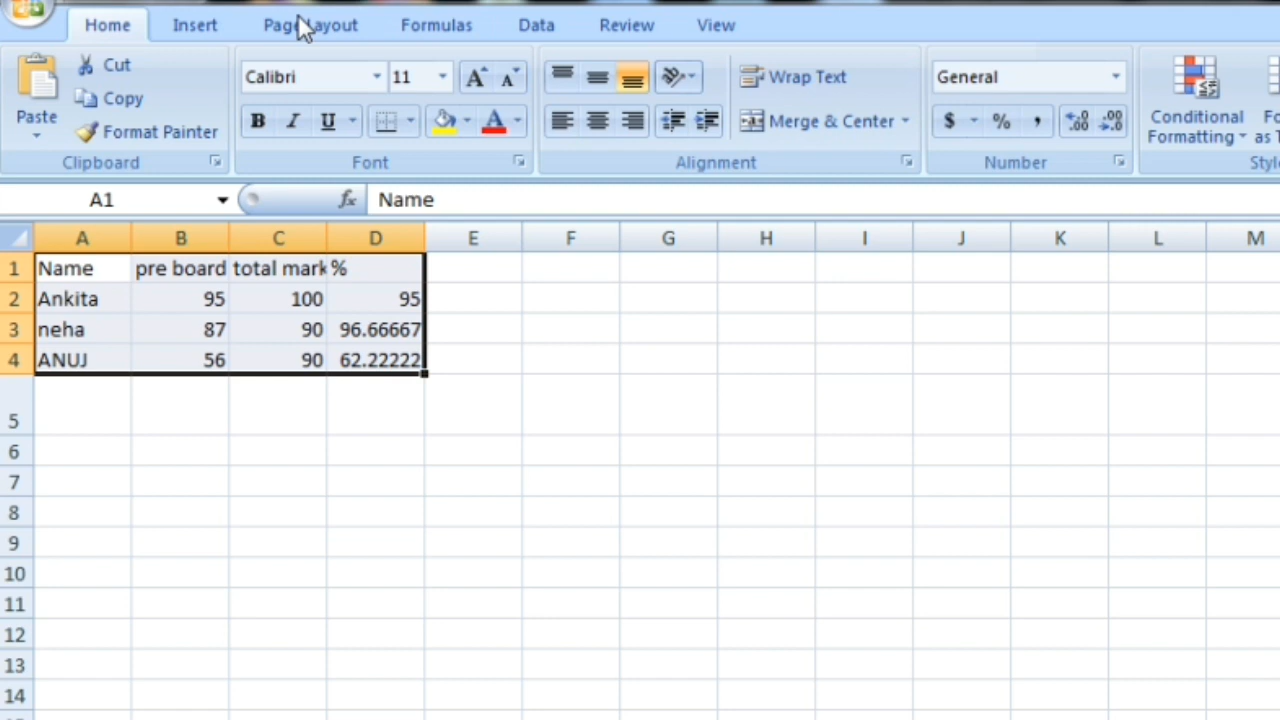 Home Insert Page Layout Formulas Data Review View
Paste Cut Copy Format Painter
Clipboard
Calibri 11
B I U A
Font
Wrap Text
Merge & Center
Alignment
General
$ % , .00 .00
Number
Conditional Formatting
A1 fx Name
A B C D E F G H I J K L M
1 Name pre board total mark %
2 Ankita 95 100 95
3 neha 87 90 96.66667
4 ANUJ 56 90 62.22222
5
6
7
8
9
10
11
12
13
14